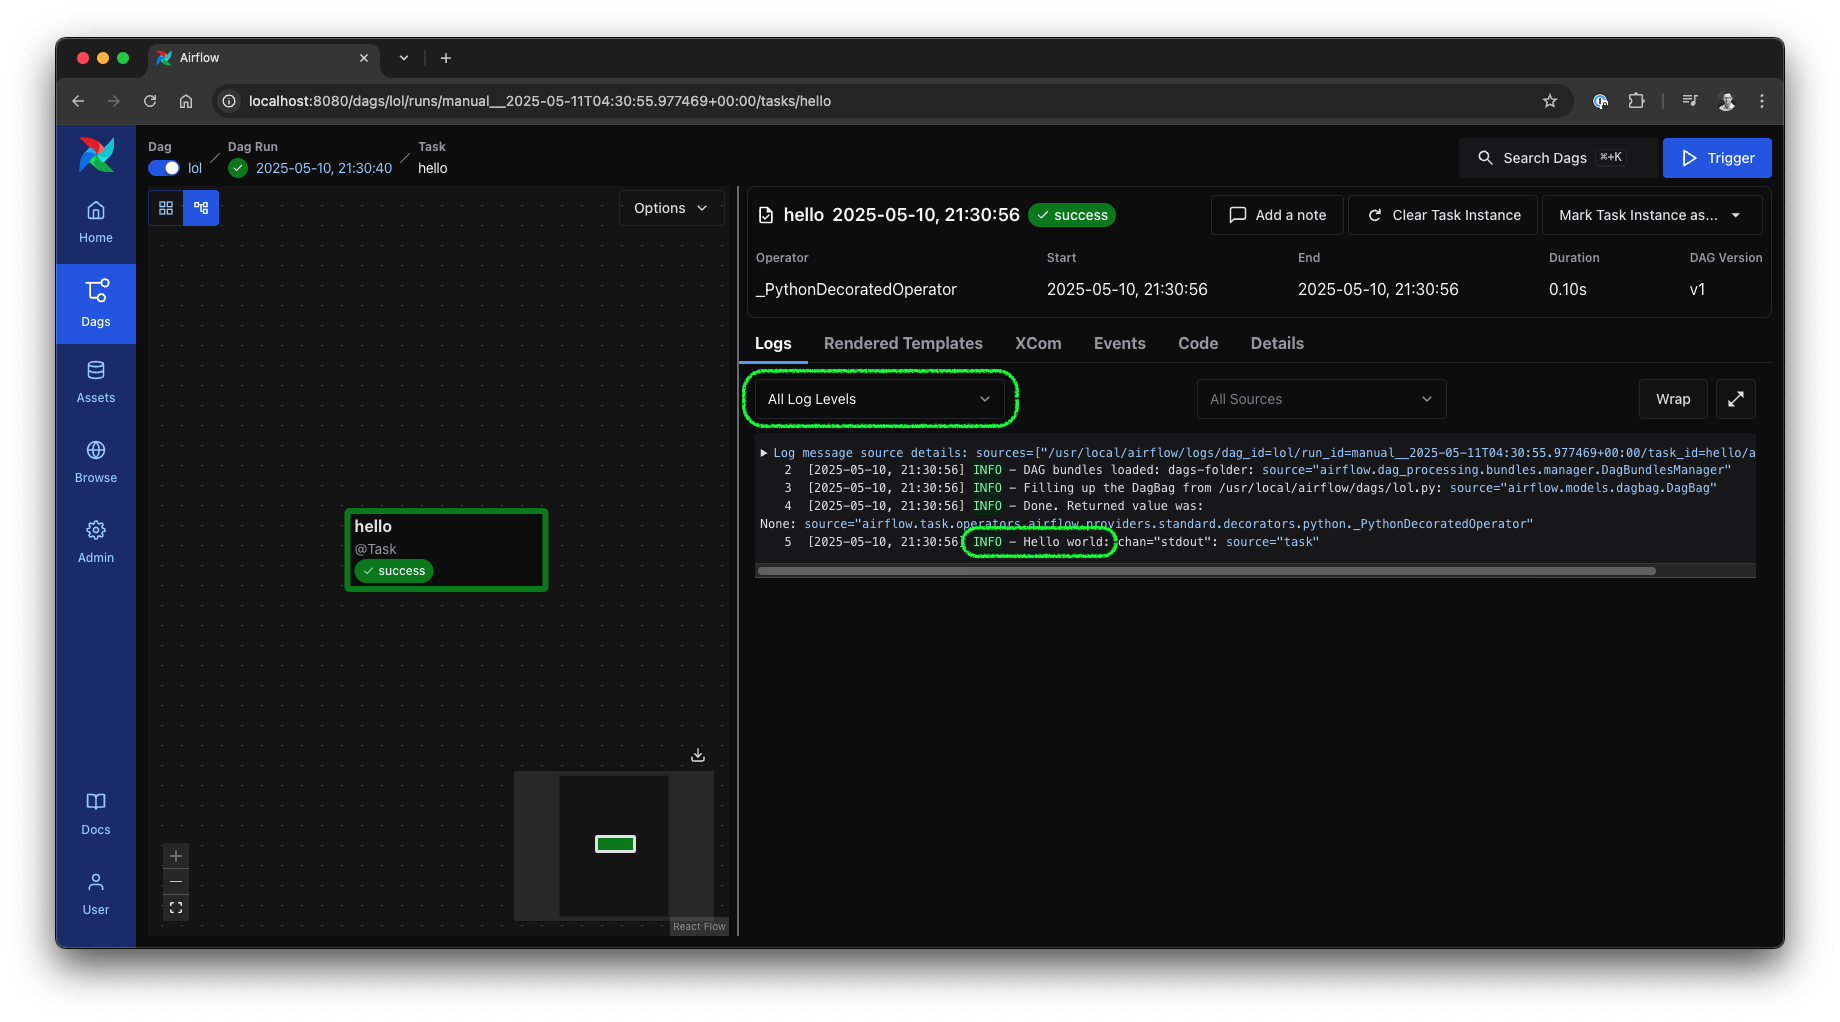 Airflow
localhost:8080/dags/lol/runs/manual__2025-05-11T04:30:55.977469+00:00/tasks/hello
Dag
lol
Dag Run
2025-05-10, 21:30:40
Task
hello
Search Dags ⌘+K
Trigger
Home
Dags
Assets
Browse
Admin
Docs
User
Options
hello
@Task
success
React Flow
hello 2025-05-10, 21:30:56 success
Add a note
Clear Task Instance
Mark Task Instance as...
Operator Start End Duration DAG Version
_PythonDecoratedOperator 2025-05-10, 21:30:56 2025-05-10, 21:30:56 0.10s v1
Logs Rendered Templates XCom Events Code Details
All Log Levels
All Sources
Wrap
Log message source details: sources=["/usr/local/airflow/logs/dag_id=lol/run_id=manual__2025-05-11T04:30:55.977469+00:00/task_id=hello/a
2 [2025-05-10, 21:30:56] INFO - DAG bundles loaded: dags-folder: source="airflow.dag_processing.bundles.manager.DagBundlesManager"
3 [2025-05-10, 21:30:56] INFO - Filling up the DagBag from /usr/local/airflow/dags/lol.py: source="airflow.models.dagbag.DagBag"
4 [2025-05-10, 21:30:56] INFO - Done. Returned value was:
None: source="airflow.task.operators.airflow.providers.standard.decorators.python._PythonDecoratedOperator"
5 [2025-05-10, 21:30:56] INFO - Hello world: chan="stdout": source="task"